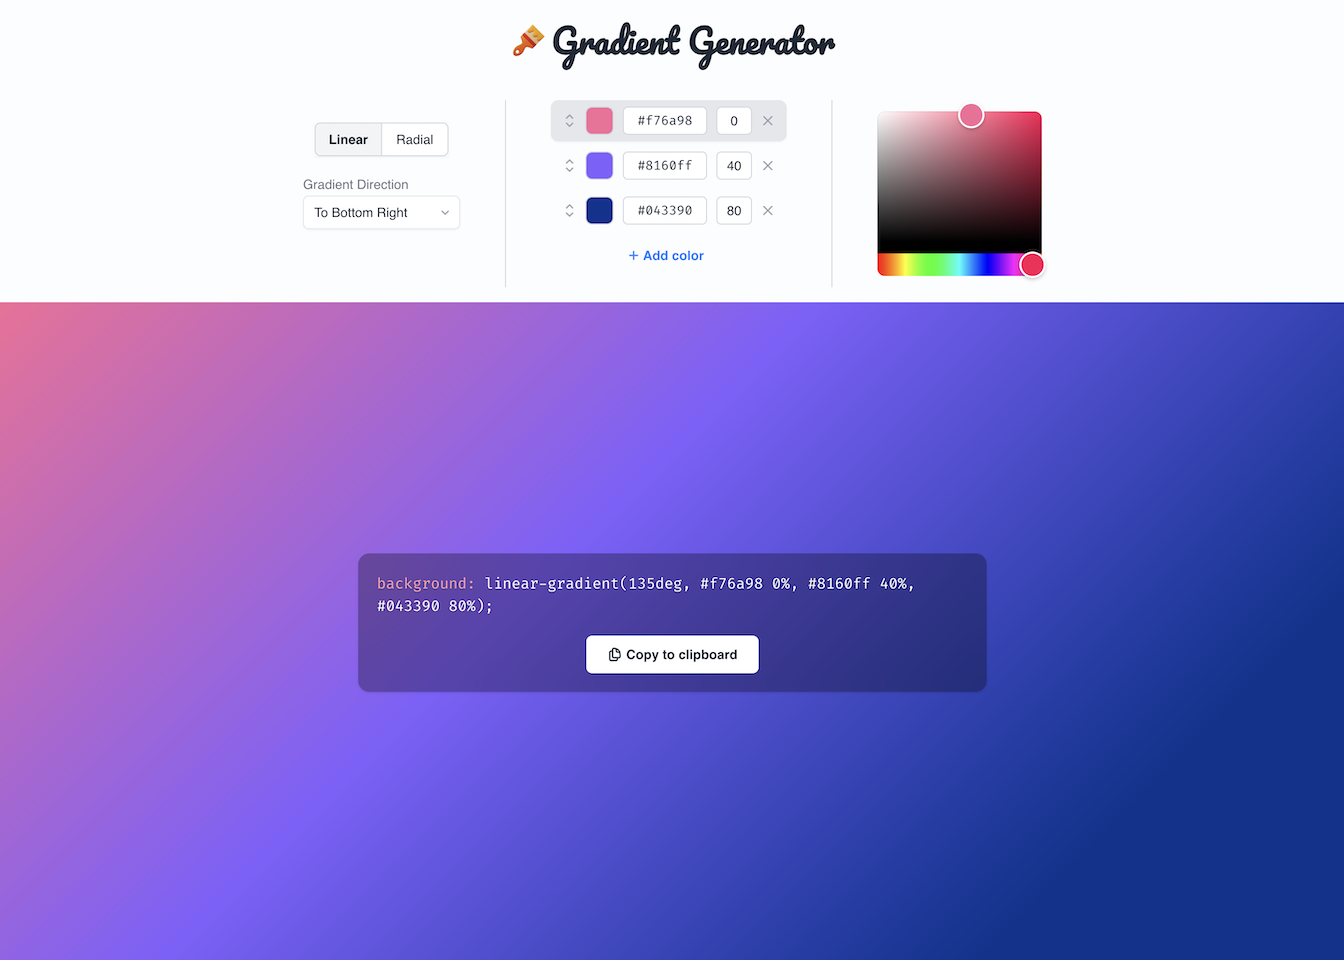 Gradient Generator
Linear Radial
Gradient Direction
To Bottom Right
#f76a98 0
#8160ff 40
#043390 80
+ Add color
background: linear-gradient(135deg, #f76a98 0%, #8160ff 40%,
#043390 80%);
Copy to clipboard